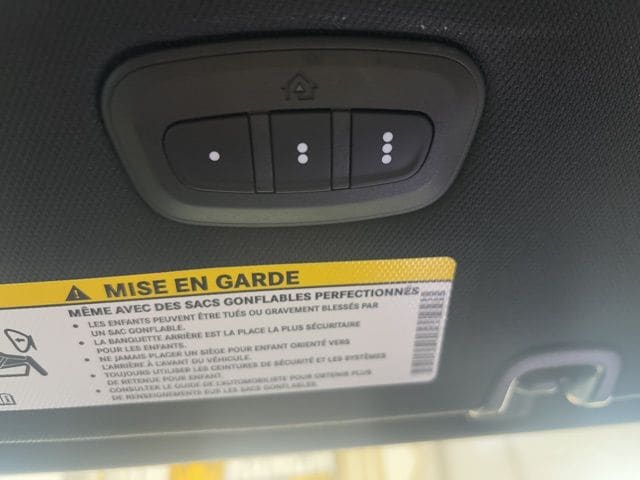 MISE EN GARDE
MÊME AVEC DES SACS GONFLABLES PERFECTIONNÉS
• LES ENFANTS PEUVENT ÊTRE TUÉS OU GRAVEMENT BLESSÉS PAR
UN SAC GONFLABLE.
• LA BANQUETTE ARRIÈRE EST LA PLACE LA PLUS SÉCURITAIRE
POUR LES ENFANTS.
• NE JAMAIS PLACER UN SIÈGE POUR ENFANT ORIENTÉ VERS
L'ARRIÈRE À L'AVANT DU VÉHICULE.
• TOUJOURS UTILISER LES CEINTURES DE SÉCURITÉ ET LES SYSTÈMES
DE RETENUE POUR ENFANT.
• CONSULTER LE GUIDE DE L'AUTOMOBILISTE POUR OBTENIR PLUS
DE RENSEIGNEMENTS SUR LES SACS GONFLABLES.